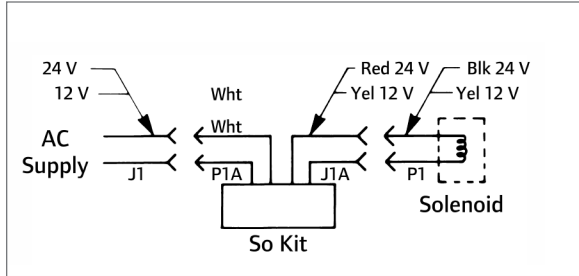 24 V
12 V
Wht
Wht
Red 24 V
Yel 12 V
Blk 24 V
Yel 12 V
AC
Supply
J1
P1A
J1A
P1
Solenoid
So Kit